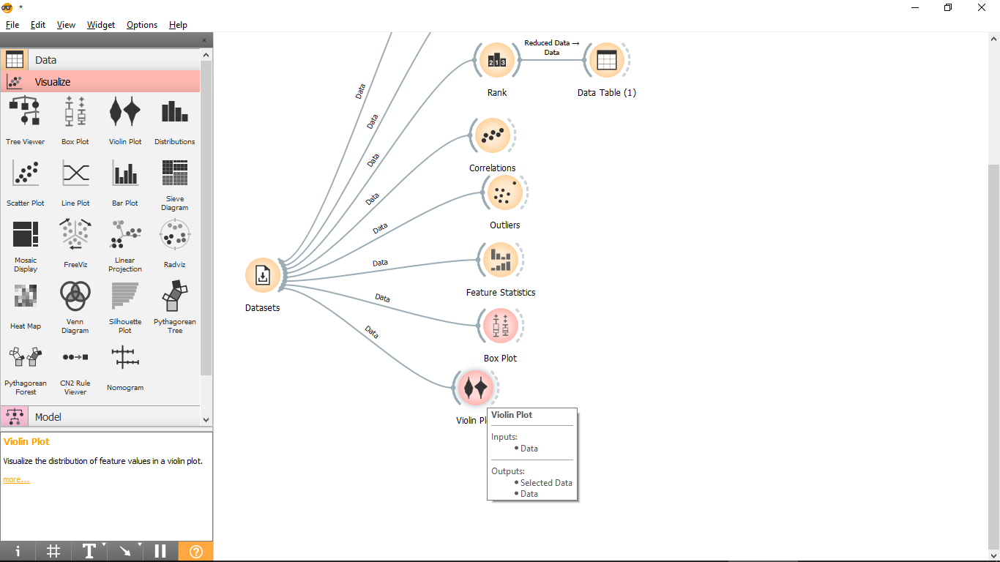 *
File Edit View Widget Options Help
Data
Visualize
Tree Viewer
Box Plot
Violin Plot
Distributions
Scatter Plot
Line Plot
Bar Plot
Sieve
Diagram
Mosaic
Display
FreeViz
Linear
Projection
Radviz
Heat Map
Venn
Diagram
Silhouette
Plot
Pythagorean
Tree
Pythagorean
Forest
CN2 Rule
Viewer
Nomogram
Model
Violin Plot
Visualize the distribution of feature values in a violin plot.
more...
Datasets
Data
Data
Data
Data
Data
Data
Data
Data
2 1 3
Rank
Reduced Data →
Data
Data Table (1)
Correlations
Outliers
Feature Statistics
Box Plot
Violin Pl
Violin Plot
Inputs:
• Data
Outputs:
• Selected Data
• Data
i
T
?